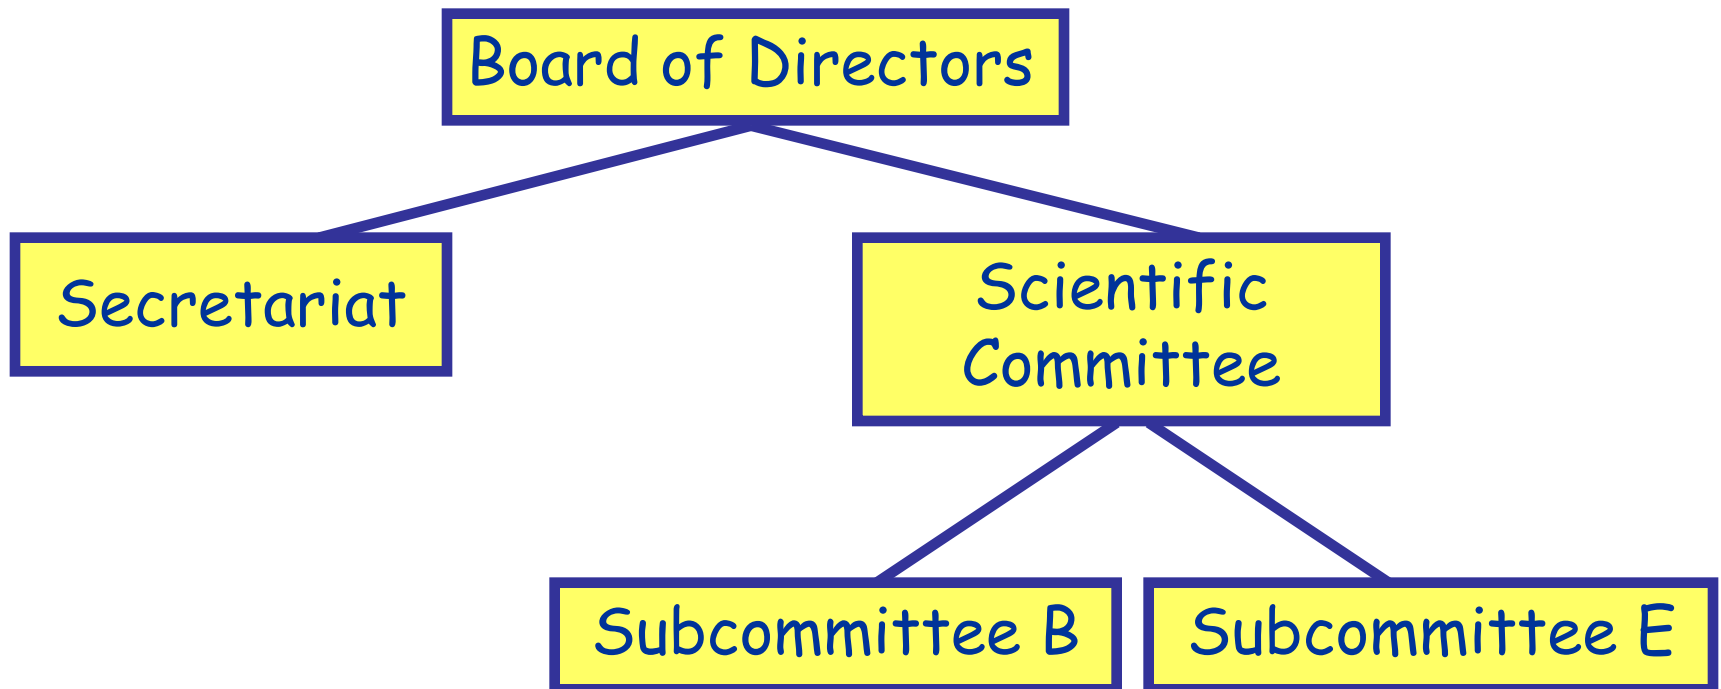 Board of Directors
Secretariat
Scientific
Committee
Subcommittee B
Subcommittee E